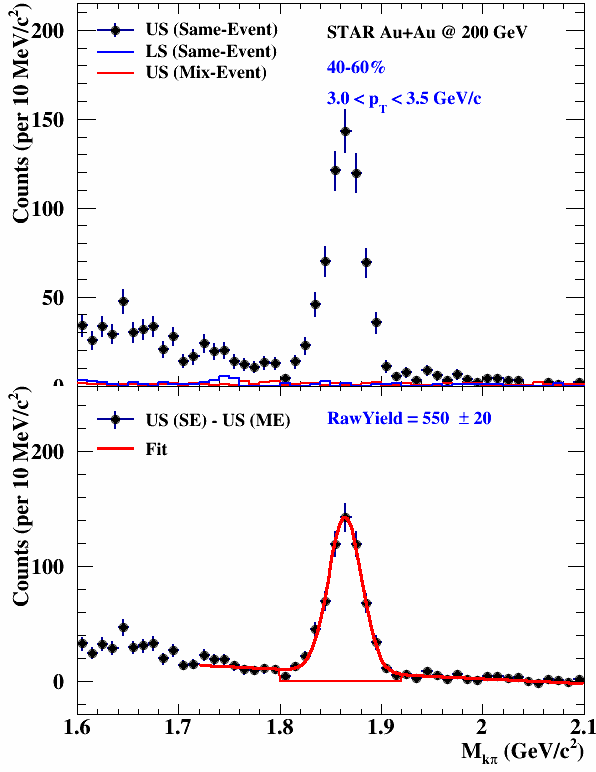 US (Same-Event)
LS (Same-Event)
US (Mix-Event)
STAR Au+Au @ 200 GeV
40-60%
3.0 < p_T < 3.5 GeV/c
Counts (per 10 MeV/c²)
200
150
100
50
0
US (SE) - US (ME)
Fit
RawYield = 550 ± 20
Counts (per 10 MeV/c²)
200
100
0
1.6 1.7 1.8 1.9 2 2.1
M_kπ (GeV/c²)